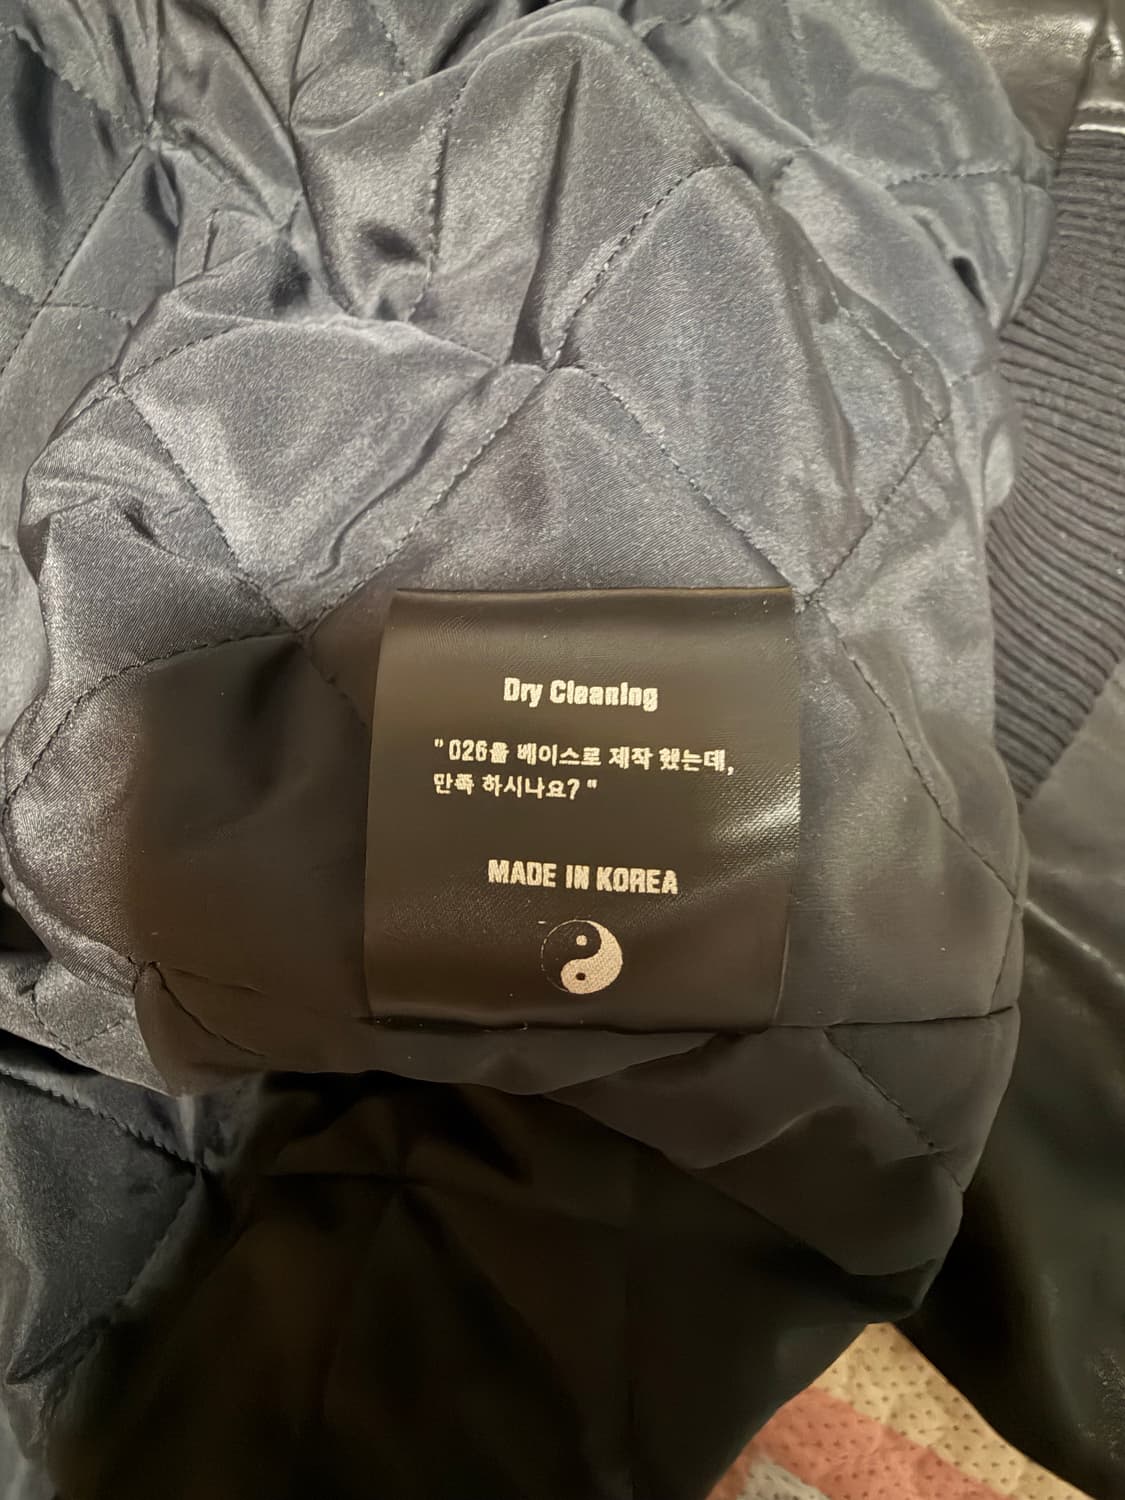 Dry Cleaning
" 026을 베이스로 제작 했는데,
만족 하시나요? "
MADE IN KOREA